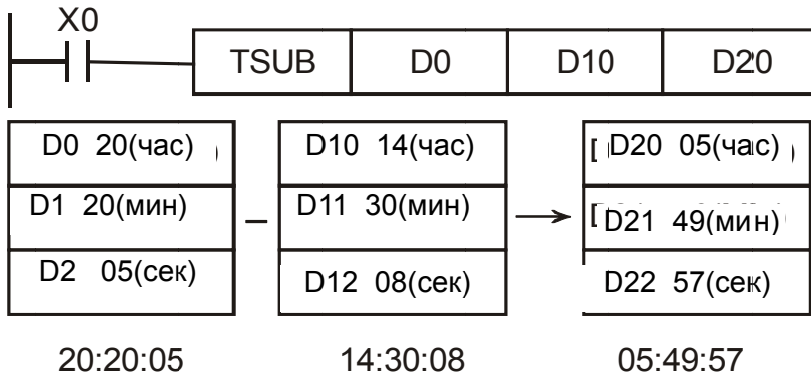 X0
TSUB D0 D10 D20
D0 20(час) D10 14(час) D20 05(час)
D1 20(мин) – D11 30(мин) → D21 49(мин)
D2 05(сек) D12 08(сек) D22 57(сек)
20:20:05 14:30:08 05:49:57